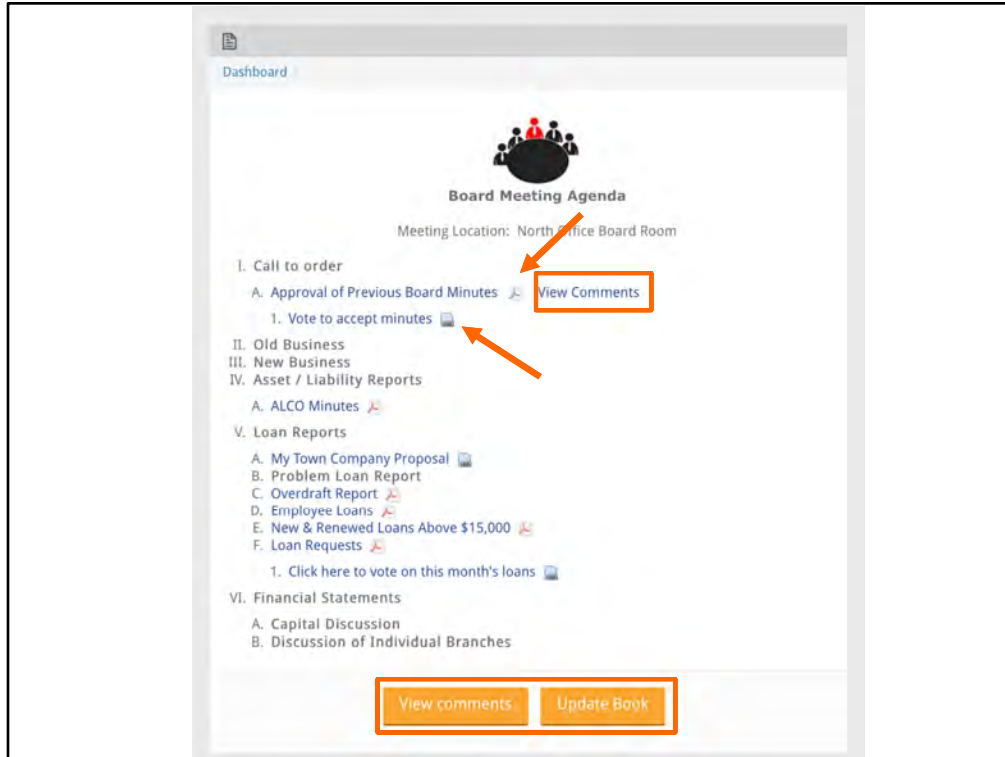 Dashboard
Board Meeting Agenda
Meeting Location: North Office Board Room
I. Call to order
A. Approval of Previous Board Minutes View Comments
1. Vote to accept minutes
II. Old Business
III. New Business
IV. Asset / Liability Reports
A. ALCO Minutes
V. Loan Reports
A. My Town Company Proposal
B. Problem Loan Report
C. Overdraft Report
D. Employee Loans
E. New & Renewed Loans Above $15,000
F. Loan Requests
1. Click here to vote on this month's loans
VI. Financial Statements
A. Capital Discussion
B. Discussion of Individual Branches
View comments Update Book